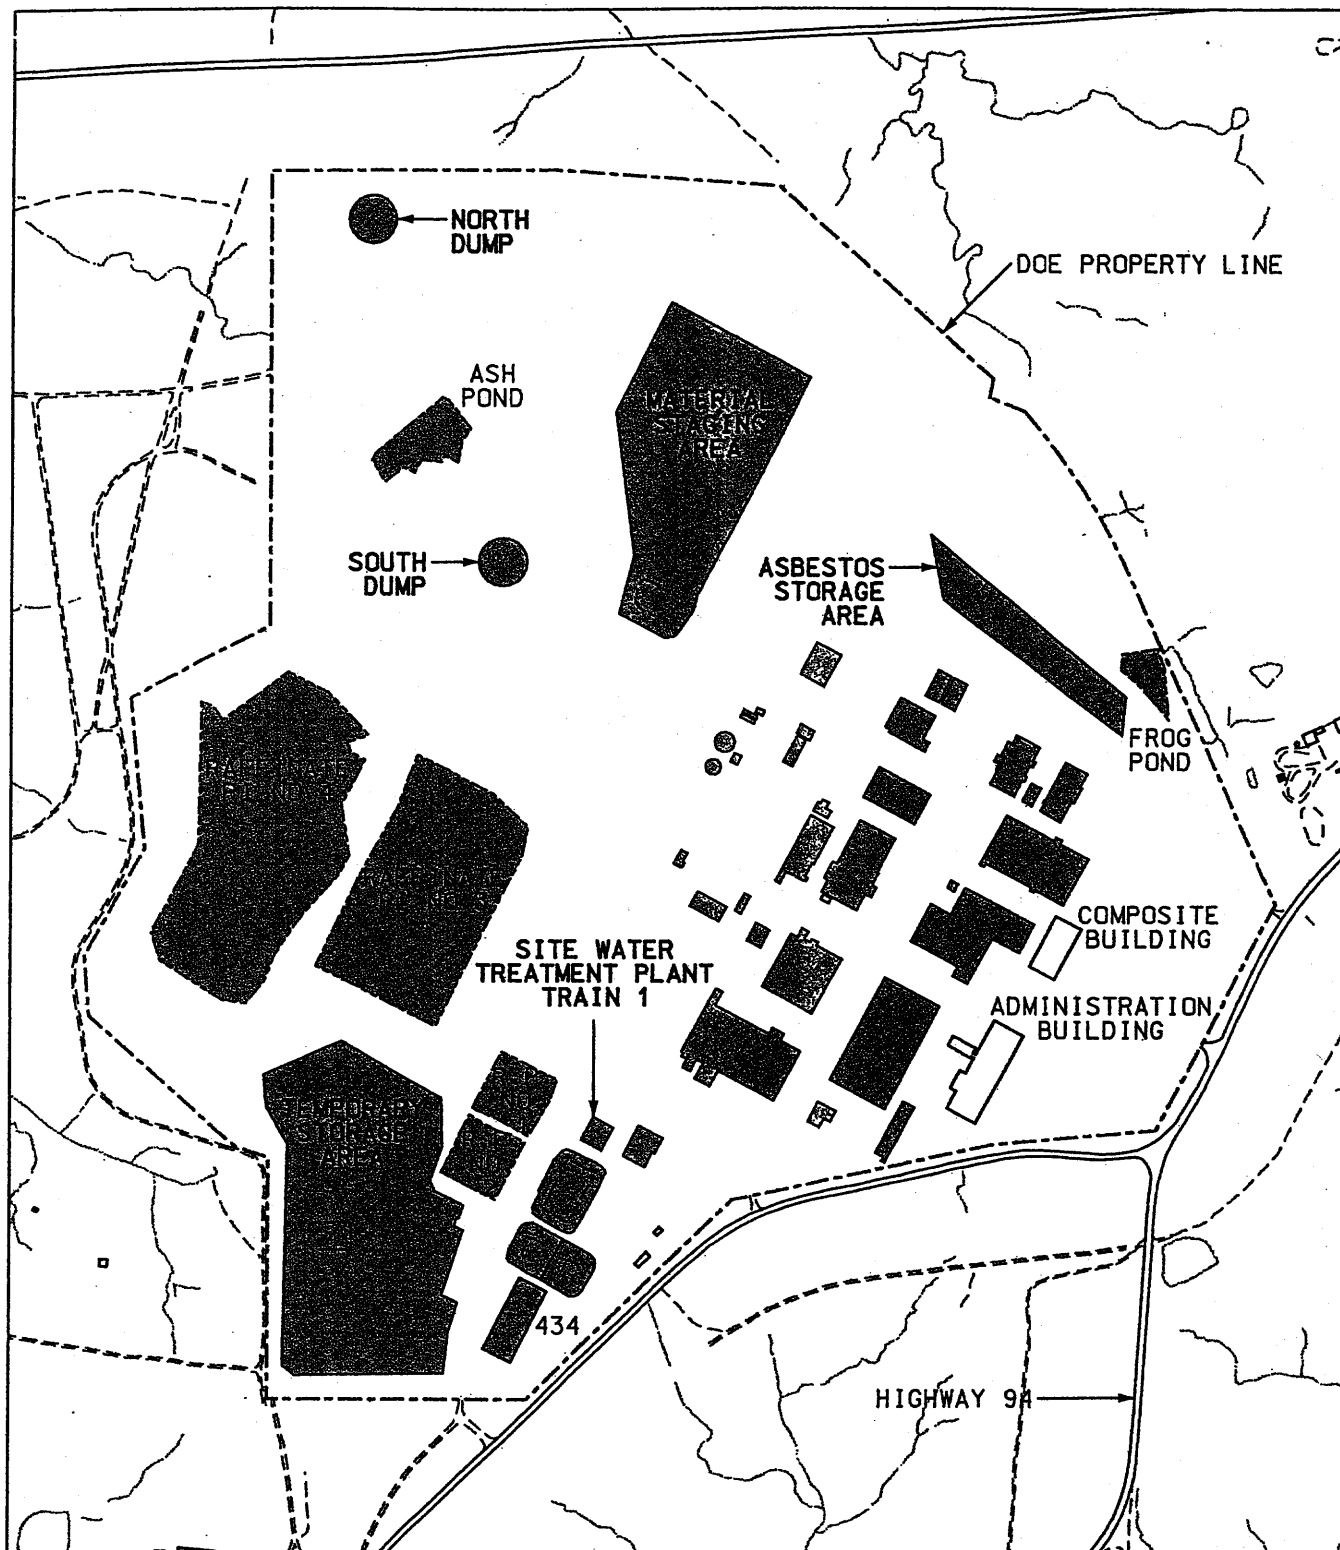 NORTH
DUMP
DOE PROPERTY LINE
ASH
POND
MATERIAL
STAGING
AREA
SOUTH
DUMP
ASBESTOS
STORAGE
AREA
FROG
POND
RAFFINATE
COMPOSITE
BUILDING
SITE WATER
TREATMENT PLANT
TRAIN 1
ADMINISTRATION
BUILDING
TEMPORARY
STORAGE
AREA
434
HIGHWAY 94